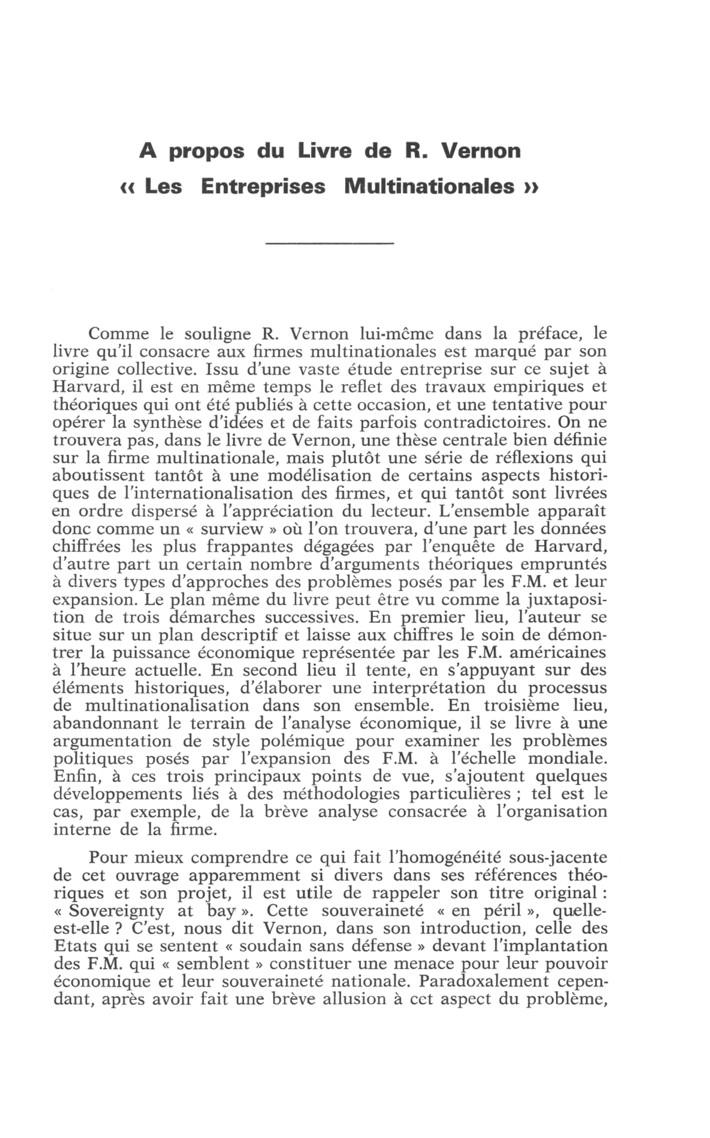 A propos du Livre de R. Vernon
« Les Entreprises Multinationales »
Comme le souligne R. Vernon lui-même dans la préface, le
livre qu'il consacre aux firmes multinationales est marqué par son
origine collective. Issu d'une vaste étude entreprise sur ce sujet à
Harvard, il est en même temps le reflet des travaux empiriques et
théoriques qui ont été publiés à cette occasion, et une tentative pour
opérer la synthèse d'idées et de faits parfois contradictoires. On ne
trouvera pas, dans le livre de Vernon, une thèse centrale bien définie
sur la firme multinationale, mais plutôt une série de réflexions qui
aboutissent tantôt à une modélisation de certains aspects histori-
ques de l'internationalisation des firmes, et qui tantôt sont livrées
en ordre dispersé à l'appréciation du lecteur. L'ensemble apparaît
donc comme un « surview » où l'on trouvera, d'une part les données
chiffrées les plus frappantes dégagées par l'enquête de Harvard,
d'autre part un certain nombre d'arguments théoriques empruntés
à divers types d'approches des problèmes posés par les F.M. et leur
expansion. Le plan même du livre peut être vu comme la juxtaposi-
tion de trois démarches successives. En premier lieu, l'auteur se
situe sur un plan descriptif et laisse aux chiffres le soin de démon-
trer la puissance économique représentée par les F.M. américaines
à l'heure actuelle. En second lieu il tente, en s'appuyant sur des
éléments historiques, d'élaborer une interprétation du processus
de multinationalisation dans son ensemble. En troisième lieu,
abandonnant le terrain de l'analyse économique, il se livre à une
argumentation de style polémique pour examiner les problèmes
politiques posés par l'expansion des F.M. à l'échelle mondiale.
Enfin, à ces trois principaux points de vue, s'ajoutent quelques
développements liés à des méthodologies particulières ; tel est le
cas, par exemple, de la brève analyse consacrée à l'organisation
interne de la firme.
Pour mieux comprendre ce qui fait l'homogénéité sous-jacente
de cet ouvrage apparemment si divers dans ses références théo-
riques et son projet, il est utile de rappeler son titre original :
« Sovereignty at bay ». Cette souveraineté « en péril », quelle-
est-elle ? C'est, nous dit Vernon, dans son introduction, celle des
Etats qui se sentent « soudain sans défense » devant l'implantation
des F.M. qui « semblent » constituer une menace pour leur pouvoir
économique et leur souveraineté nationale. Paradoxalement cepen-
dant, après avoir fait une brève allusion à cet aspect du problème,